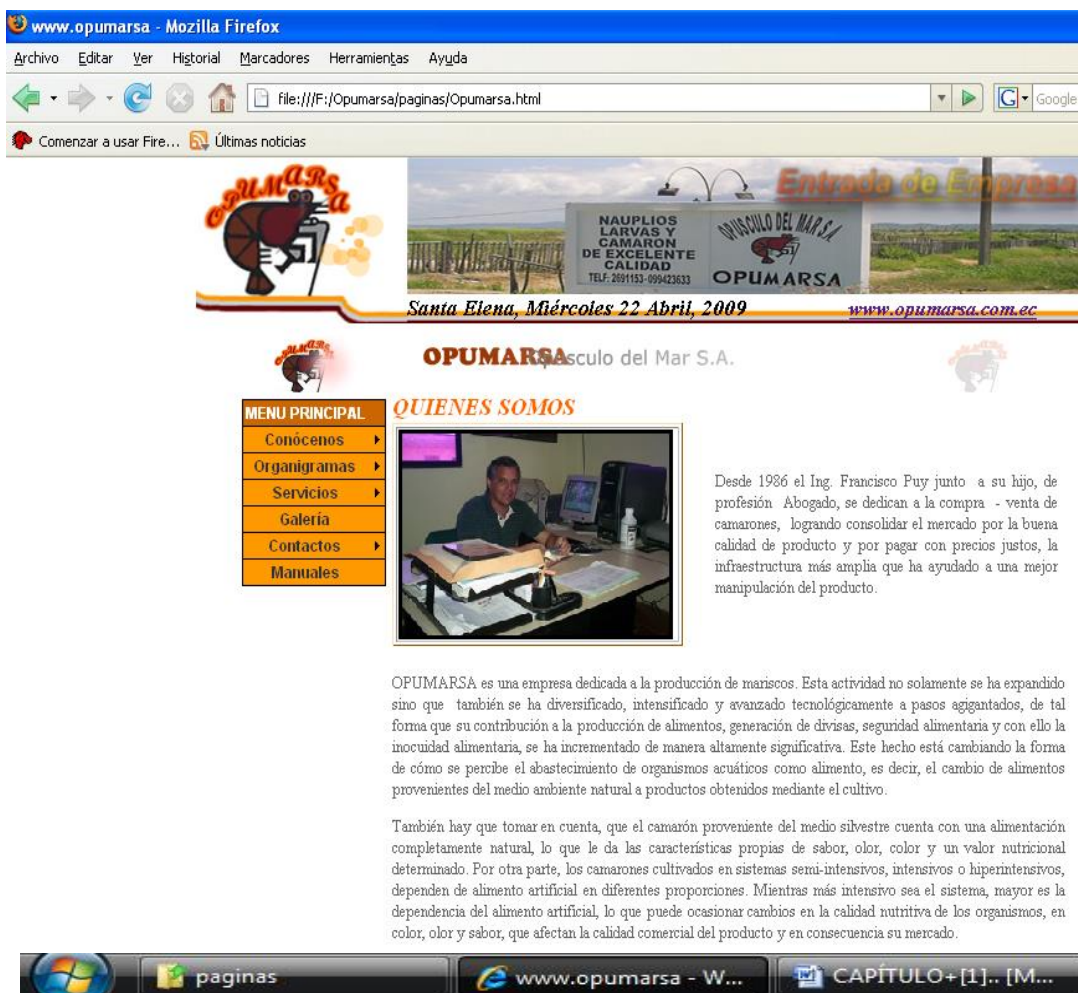 www.opumarsa - Mozilla Firefox
Archivo Editar Ver Historial Marcadores Herramientas Ayuda
file:///F:/Opumarsa/paginas/Opumarsa.html
G Google
Comenzar a usar Fire... Últimas noticias
OPUMARSA
Entrada de Empresa
NAUPLIOS
LARVAS Y
CAMARON
DE EXCELENTE
CALIDAD
TELF: 2691153-099423633
OPUSCULO DEL MAR S.A
OPUMARSA
Santa Elena, Miércoles 22 Abril, 2009 www.opumarsa.com.ec
OPUMARSA
OPUMARSA Opusculo del Mar S.A.
MENU PRINCIPAL
Conócenos
Organigramas
Servicios
Galería
Contactos
Manuales
QUIENES SOMOS
Desde 1986 el Ing. Francisco Puy junto a su hijo, de
profesión Abogado, se dedican a la compra - venta de
camarones, logrando consolidar el mercado por la buena
calidad de producto y por pagar con precios justos, la
infraestructura más amplia que ha ayudado a una mejor
manipulación del producto.
OPUMARSA es una empresa dedicada a la producción de mariscos. Esta actividad no solamente se ha expandido
sino que también se ha diversificado, intensificado y avanzado tecnológicamente a pasos agigantados, de tal
forma que su contribución a la producción de alimentos, generación de divisas, seguridad alimentaria y con ello la
inocuidad alimentaria, se ha incrementado de manera altamente significativa. Este hecho está cambiando la forma
de cómo se percibe el abastecimiento de organismos acuáticos como alimento, es decir, el cambio de alimentos
provenientes del medio ambiente natural a productos obtenidos mediante el cultivo.
También hay que tomar en cuenta, que el camarón proveniente del medio silvestre cuenta con una alimentación
completamente natural, lo que le da las características propias de sabor, olor, color y un valor nutricional
determinado. Por otra parte, los camarones cultivados en sistemas semi-intensivos, intensivos o hiperintensivos,
dependen de alimento artificial en diferentes proporciones. Mientras más intensivo sea el sistema, mayor es la
dependencia del alimento artificial, lo que puede ocasionar cambios en la calidad nutritiva de los organismos, en
color, olor y sabor, que afectan la calidad comercial del producto y en consecuencia su mercado.
paginas www.opumarsa - W... CAPÍTULO+[1].. [M...